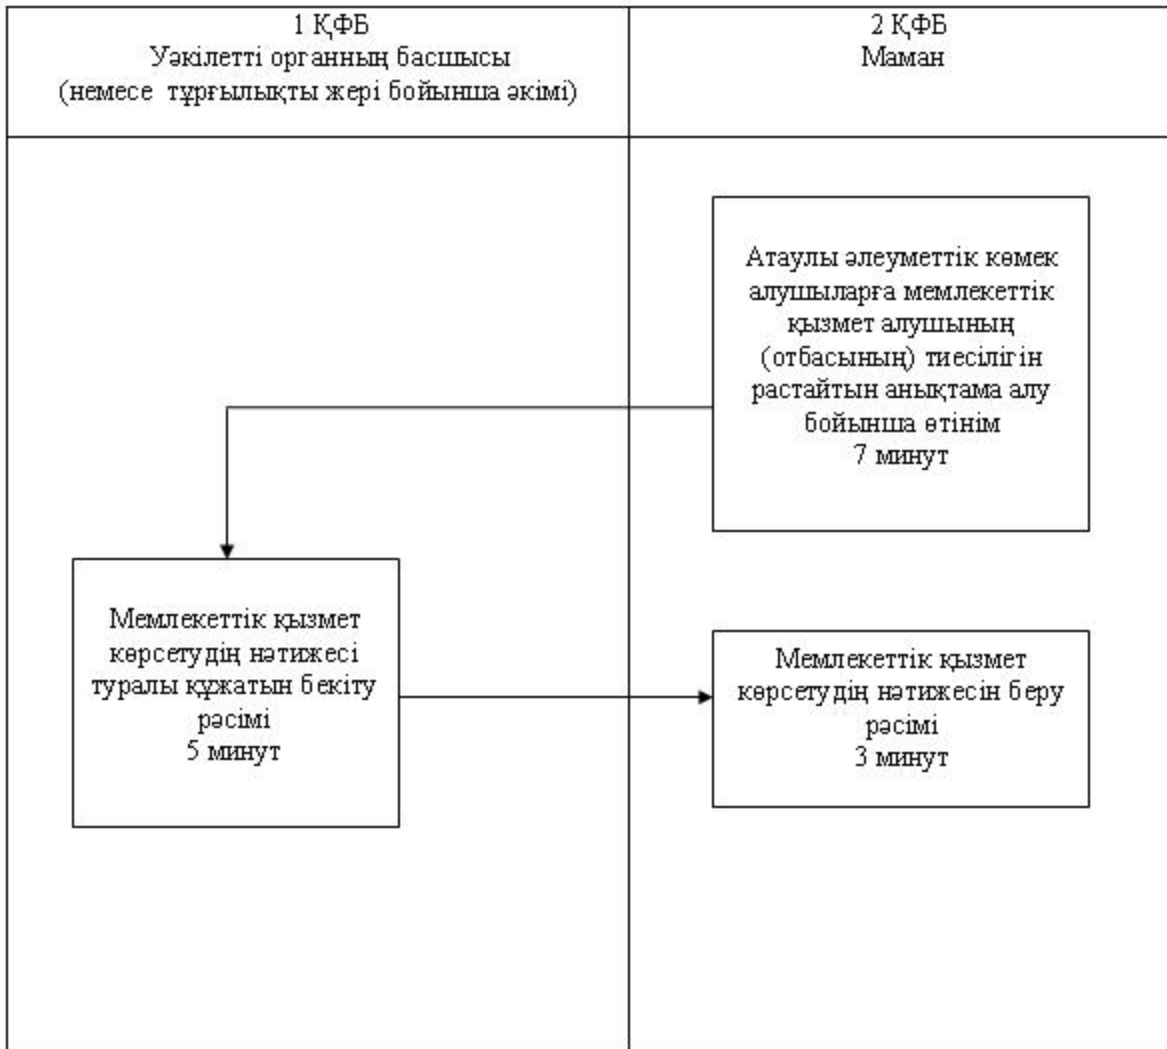 1 ҚФБ
Уәкілетті органның басшысы
(немесе тұрғылықты жері бойынша әкімі)
2 ҚФБ
Маман
Атаулы әлеуметтік көмек
алушыларға мемлекеттік
қызмет алушының
(отбасының) тиесілігін
растайтын анықтама алу
бойынша өтінім
7 минут
Мемлекеттік қызмет
көрсетудің нәтижесі
туралы құжатын бекіту
рәсімі
5 минут
Мемлекеттік қызмет
көрсетудің нәтижесін беру
рәсімі
3 минут